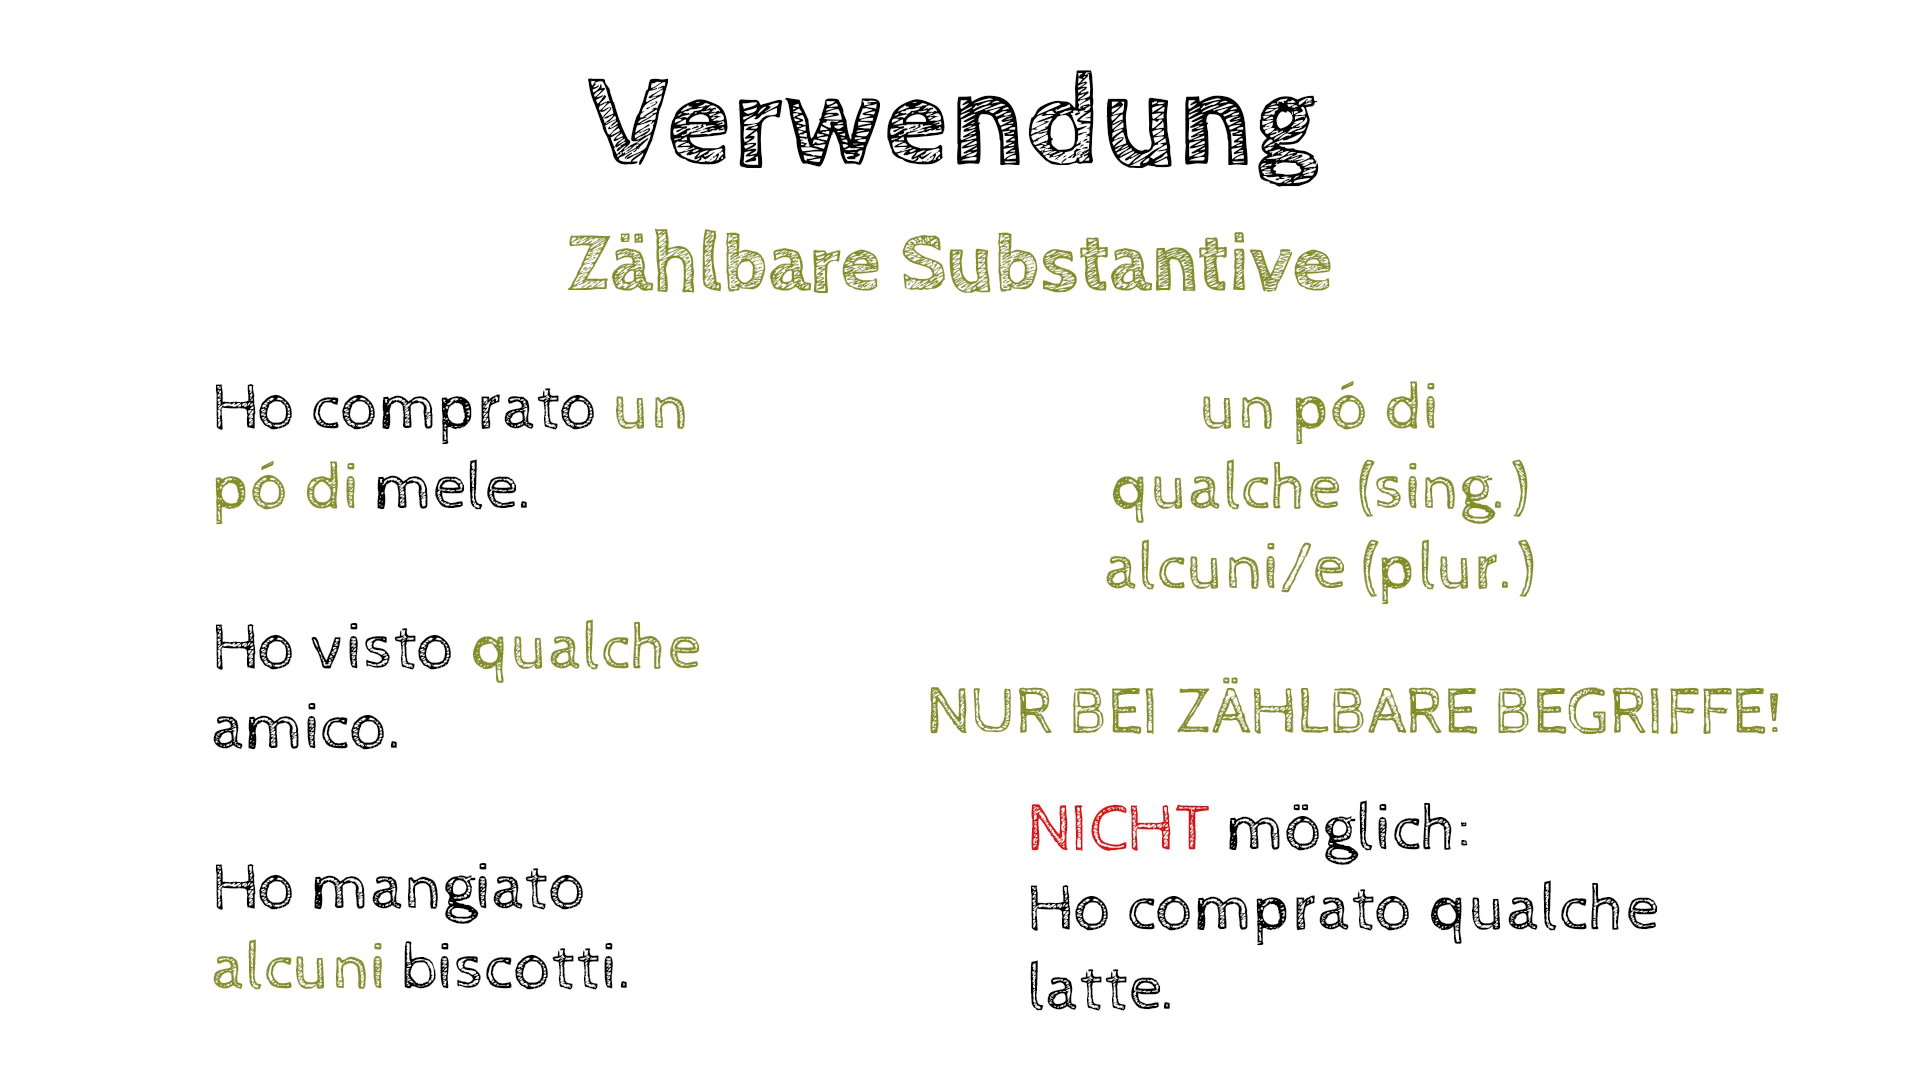 Verwendung
Zählbare Substantive
Ho comprato un
pó di mele.
Ho visto qualche
amico.
Ho mangiato
alcuni biscotti.
un pó di
qualche (sing.)
alcuni/e (plur.)
NUR BEI ZÄHLBARE BEGRIFFE!
NICHT möglich:
Ho comprato qualche
latte.